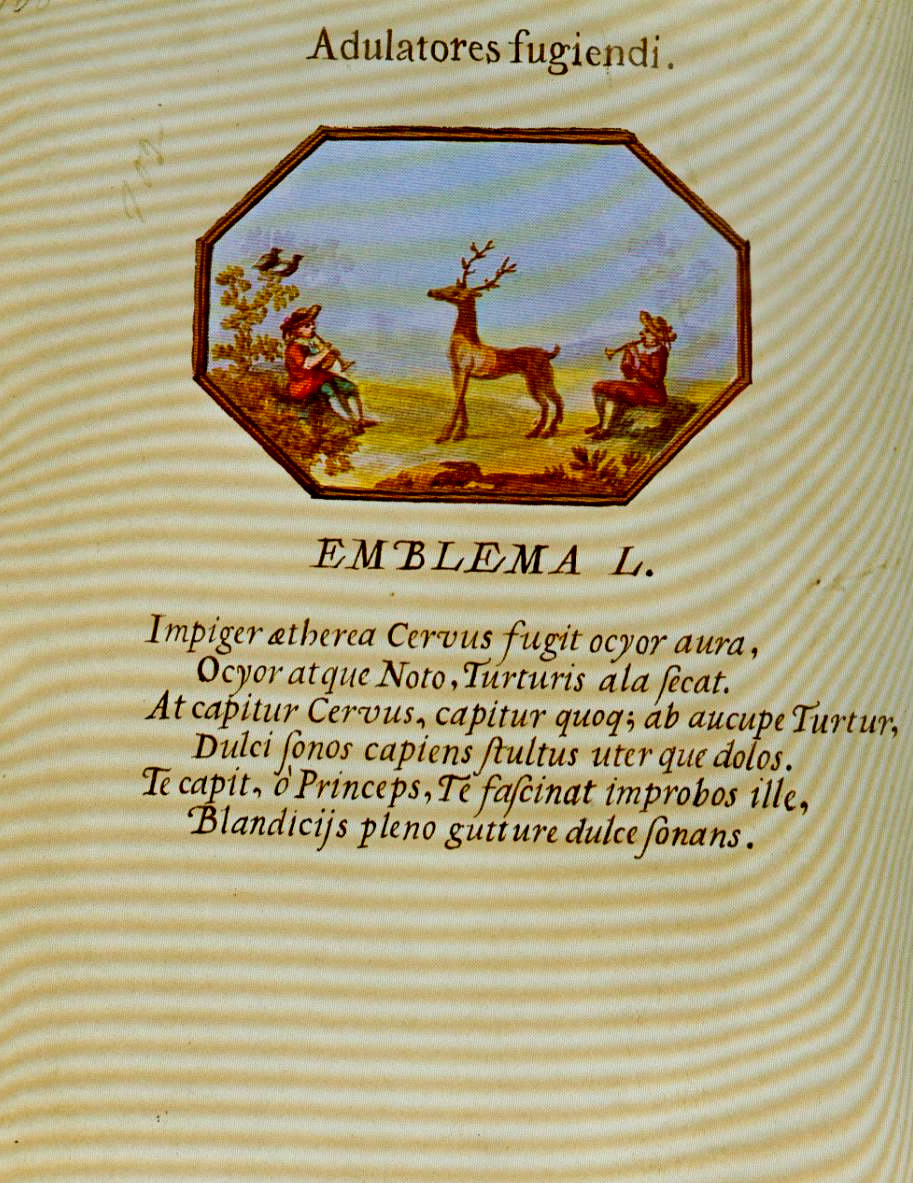 Adulatores fugiendi.
EMBLEMA L.
Impiger ætherea Cervus fugit ocyor aura,
Ocyor atque Noto, Turturis ala ſecat.
At capitur Cervus, capitur quoq; ab aucupe Turtur,
Dulci ſonos capiens ſtultus uterque dolos.
Te capit, ò Princeps, Te faſcinat improbos ille,
Blandicijs pleno gutture dulce ſonans.